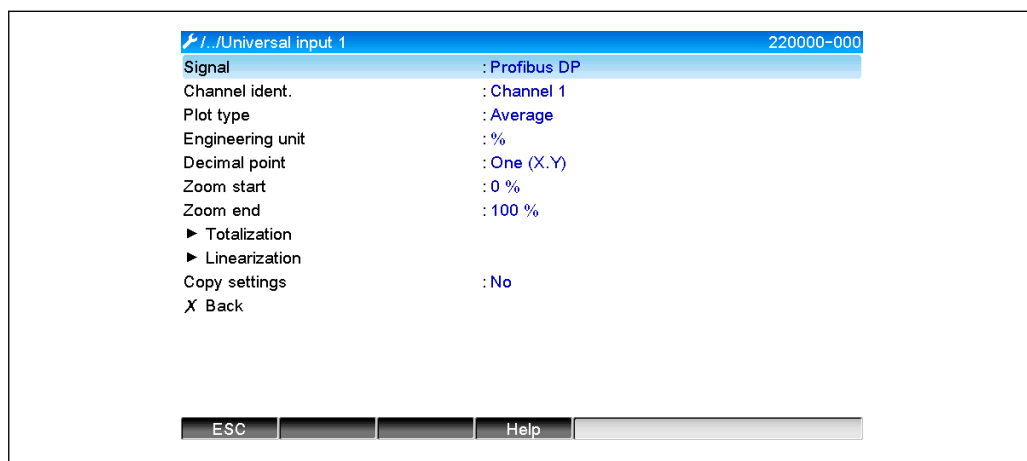 /../Universal input 1 220000-000
Signal : Profibus DP
Channel ident. : Channel 1
Plot type : Average
Engineering unit : %
Decimal point : One (X.Y)
Zoom start : 0 %
Zoom end : 100 %
► Totalization
► Linearization
Copy settings : No
X Back
ESC Help